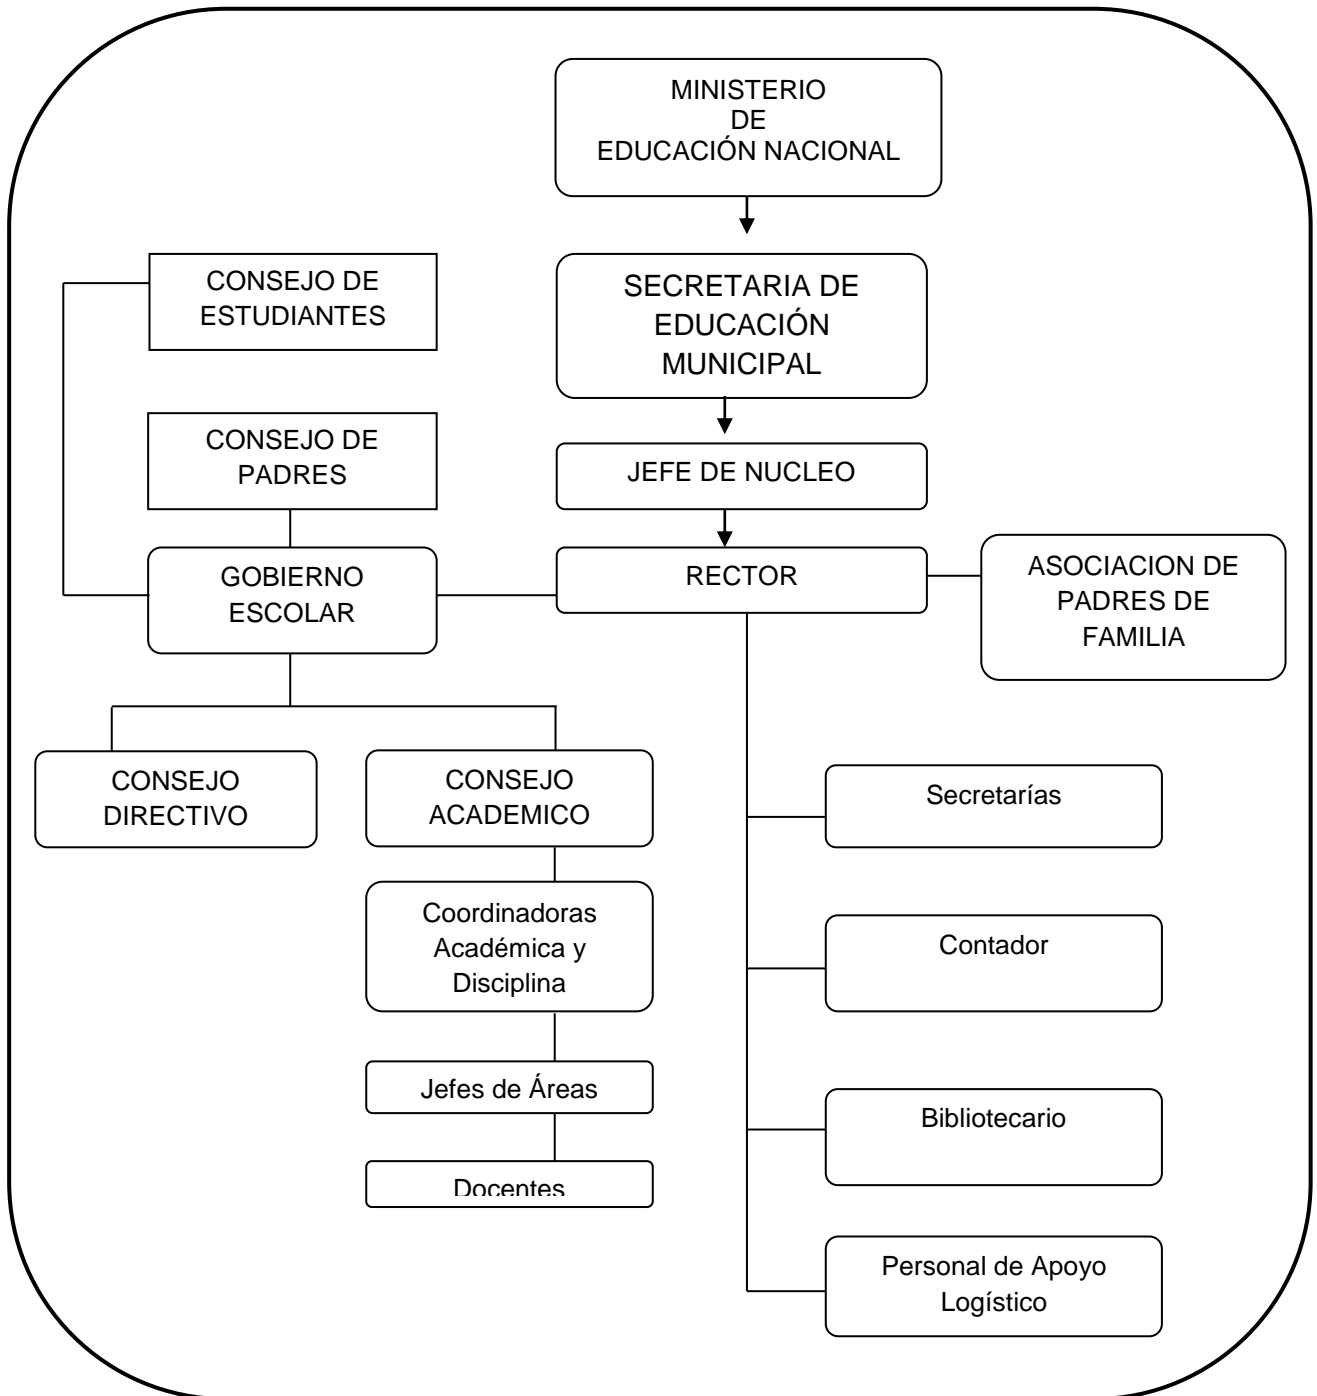 MINISTERIO
DE
EDUCACIÓN NACIONAL
CONSEJO DE
ESTUDIANTES
SECRETARIA DE
EDUCACIÓN
MUNICIPAL
CONSEJO DE
PADRES
JEFE DE NUCLEO
GOBIERNO
ESCOLAR
RECTOR
ASOCIACION DE
PADRES DE
FAMILIA
CONSEJO
DIRECTIVO
CONSEJO
ACADEMICO
Secretarías
Coordinadoras
Académica y
Disciplina
Contador
Jefes de Áreas
Bibliotecario
Docentes
Personal de Apoyo
Logístico